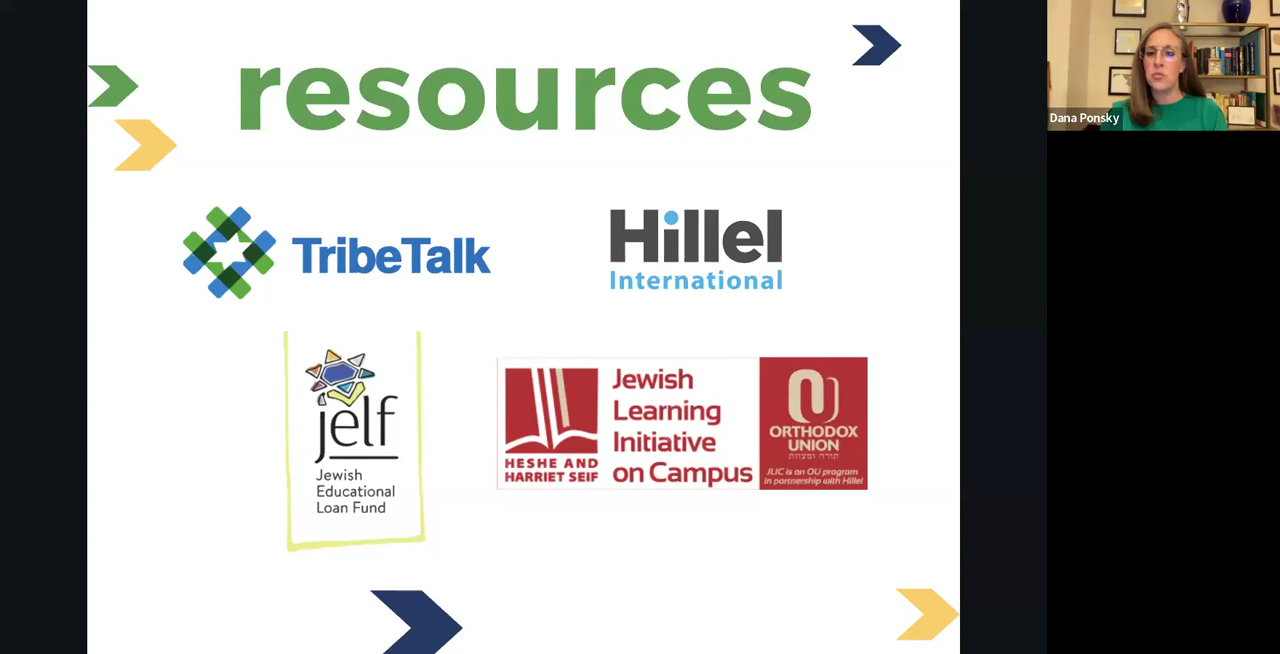 resources
TribeTalk
Hillel
International
jelf
Jewish
Educational
Loan Fund
HESHE AND
HARRIET SEIF
Jewish
Learning
Initiative
on Campus
ORTHODOX
UNION
תורה ומצוות
JLIC is an OU program
in partnership with Hillel
Dana Ponsky